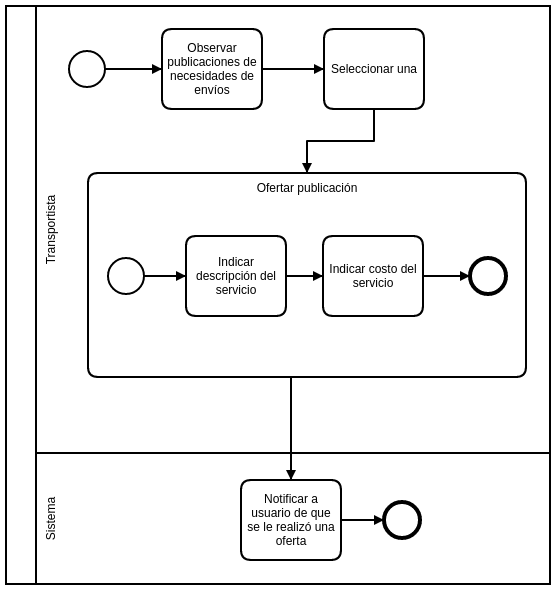 Transportista
Observar
publicaciones de
necesidades de
envíos
Seleccionar una
Ofertar publicación
Indicar
descripción del
servicio
Indicar costo del
servicio
Sistema
Notificar a
usuario de que
se le realizó una
oferta